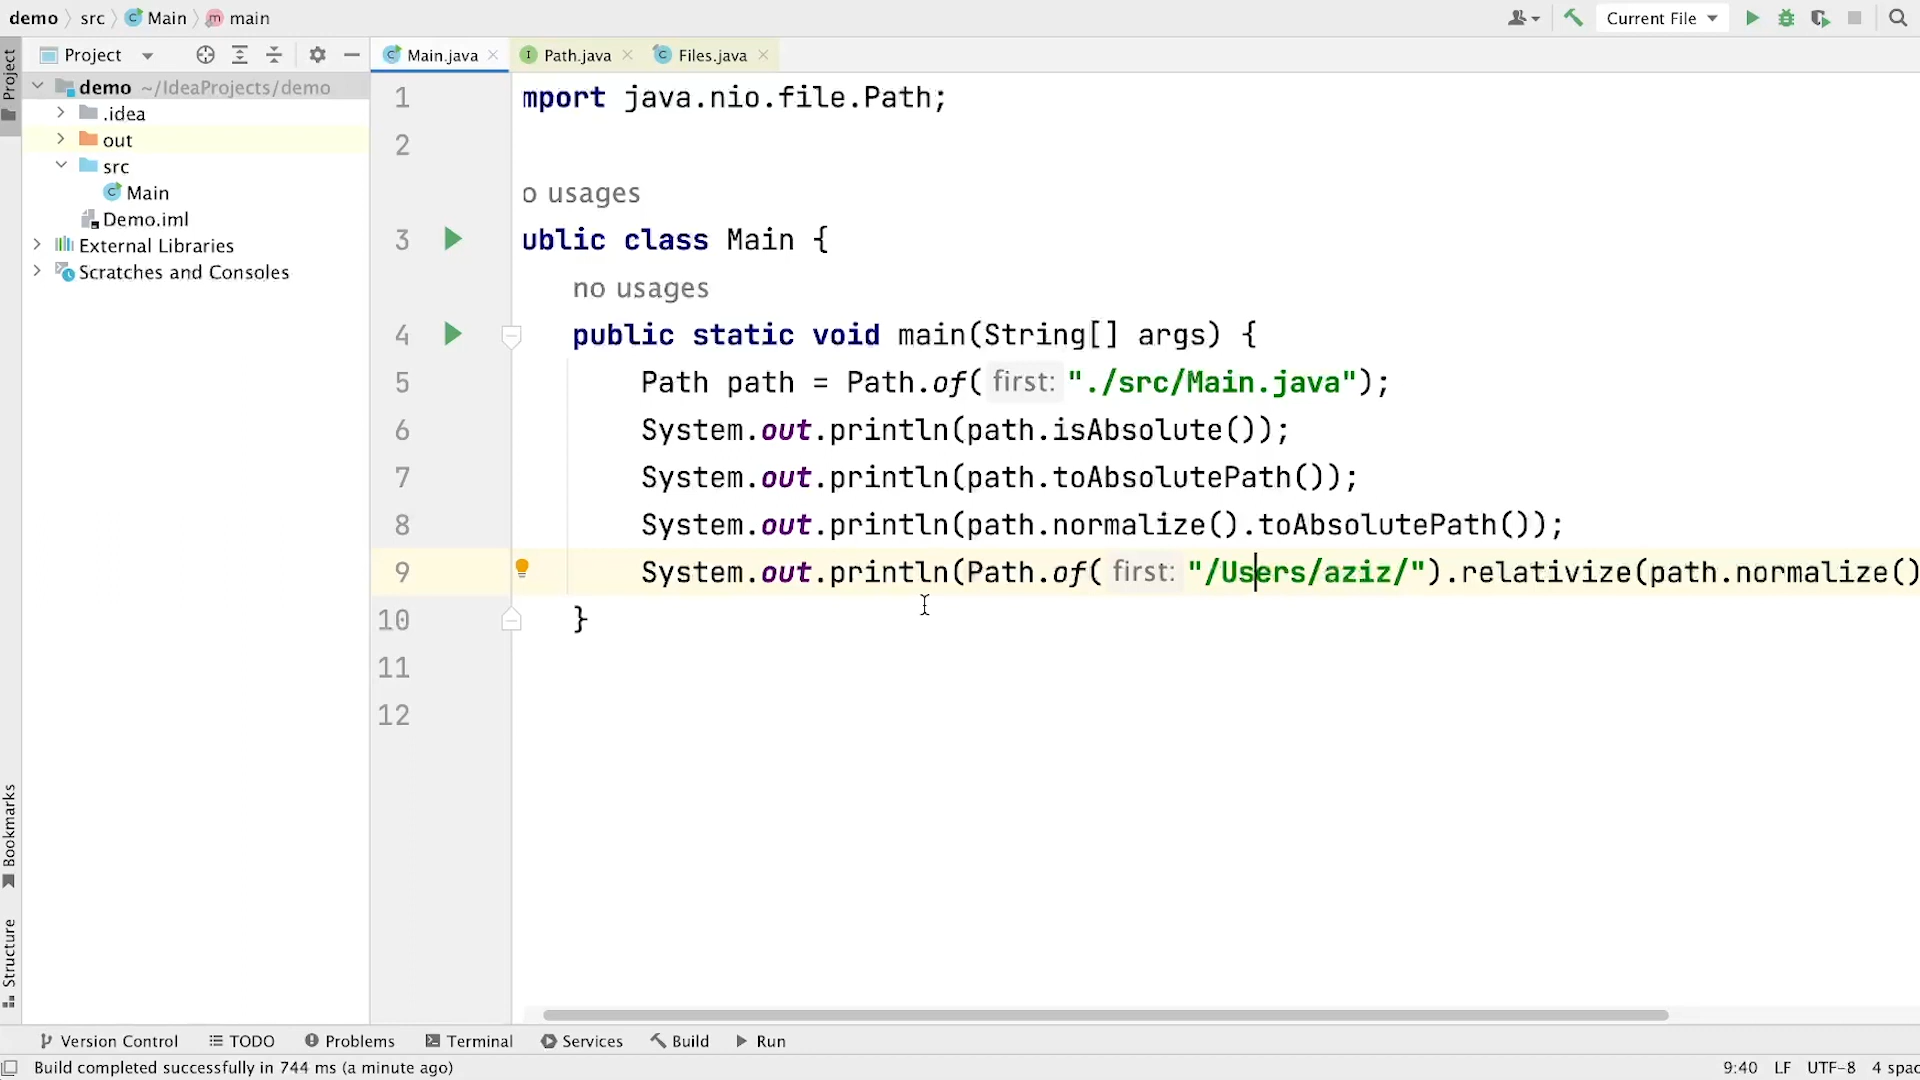 demo src Main main
Current File
Project
Main.java Path.java Files.java
Project
demo ~/IdeaProjects/demo
.idea
out
src
Main
Demo.iml
External Libraries
Scratches and Consoles
1 mport java.nio.file.Path;
2
o usages
3 ublic class Main {
no usages
4 public static void main(String[] args) {
5 Path path = Path.of( first: "./src/Main.java");
6 System.out.println(path.isAbsolute());
7 System.out.println(path.toAbsolutePath());
8 System.out.println(path.normalize().toAbsolutePath());
9 System.out.println(Path.of( first: "/Users/aziz/").relativize(path.normalize()
10 }
11
12
Bookmarks
Structure
Version Control TODO Problems Terminal Services Build Run
Build completed successfully in 744 ms (a minute ago)
9:40 LF UTF-8 4 spac